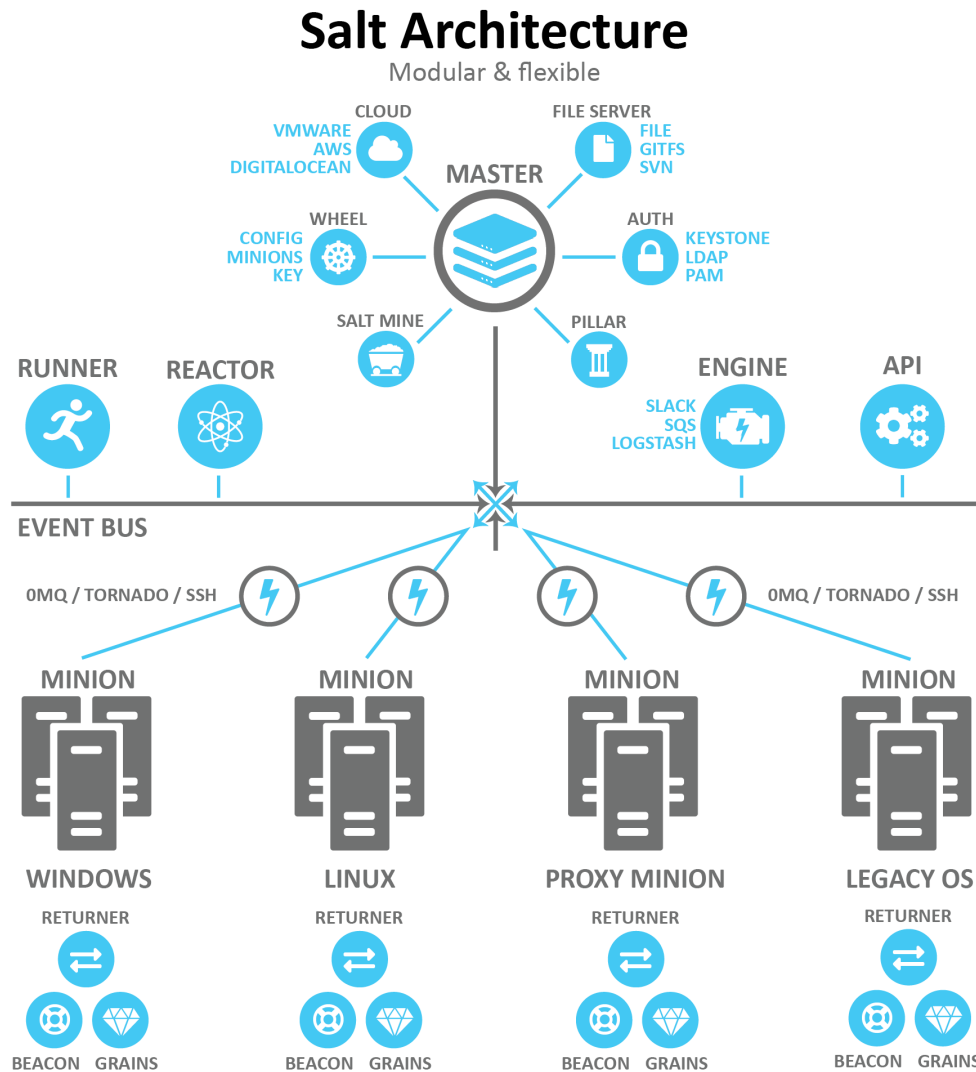 Salt Architecture
Modular & flexible
CLOUD
VMWARE
AWS
DIGITALOCEAN
FILE SERVER
FILE
GITFS
SVN
MASTER
WHEEL
CONFIG
MINIONS
KEY
AUTH
KEYSTONE
LDAP
PAM
SALT MINE
PILLAR
RUNNER
REACTOR
ENGINE
SLACK
SQS
LOGSTASH
API
EVENT BUS
0MQ / TORNADO / SSH
0MQ / TORNADO / SSH
MINION
MINION
MINION
MINION
WINDOWS
LINUX
PROXY MINION
LEGACY OS
RETURNER
RETURNER
RETURNER
RETURNER
BEACON GRAINS
BEACON GRAINS
BEACON GRAINS
BEACON GRAINS